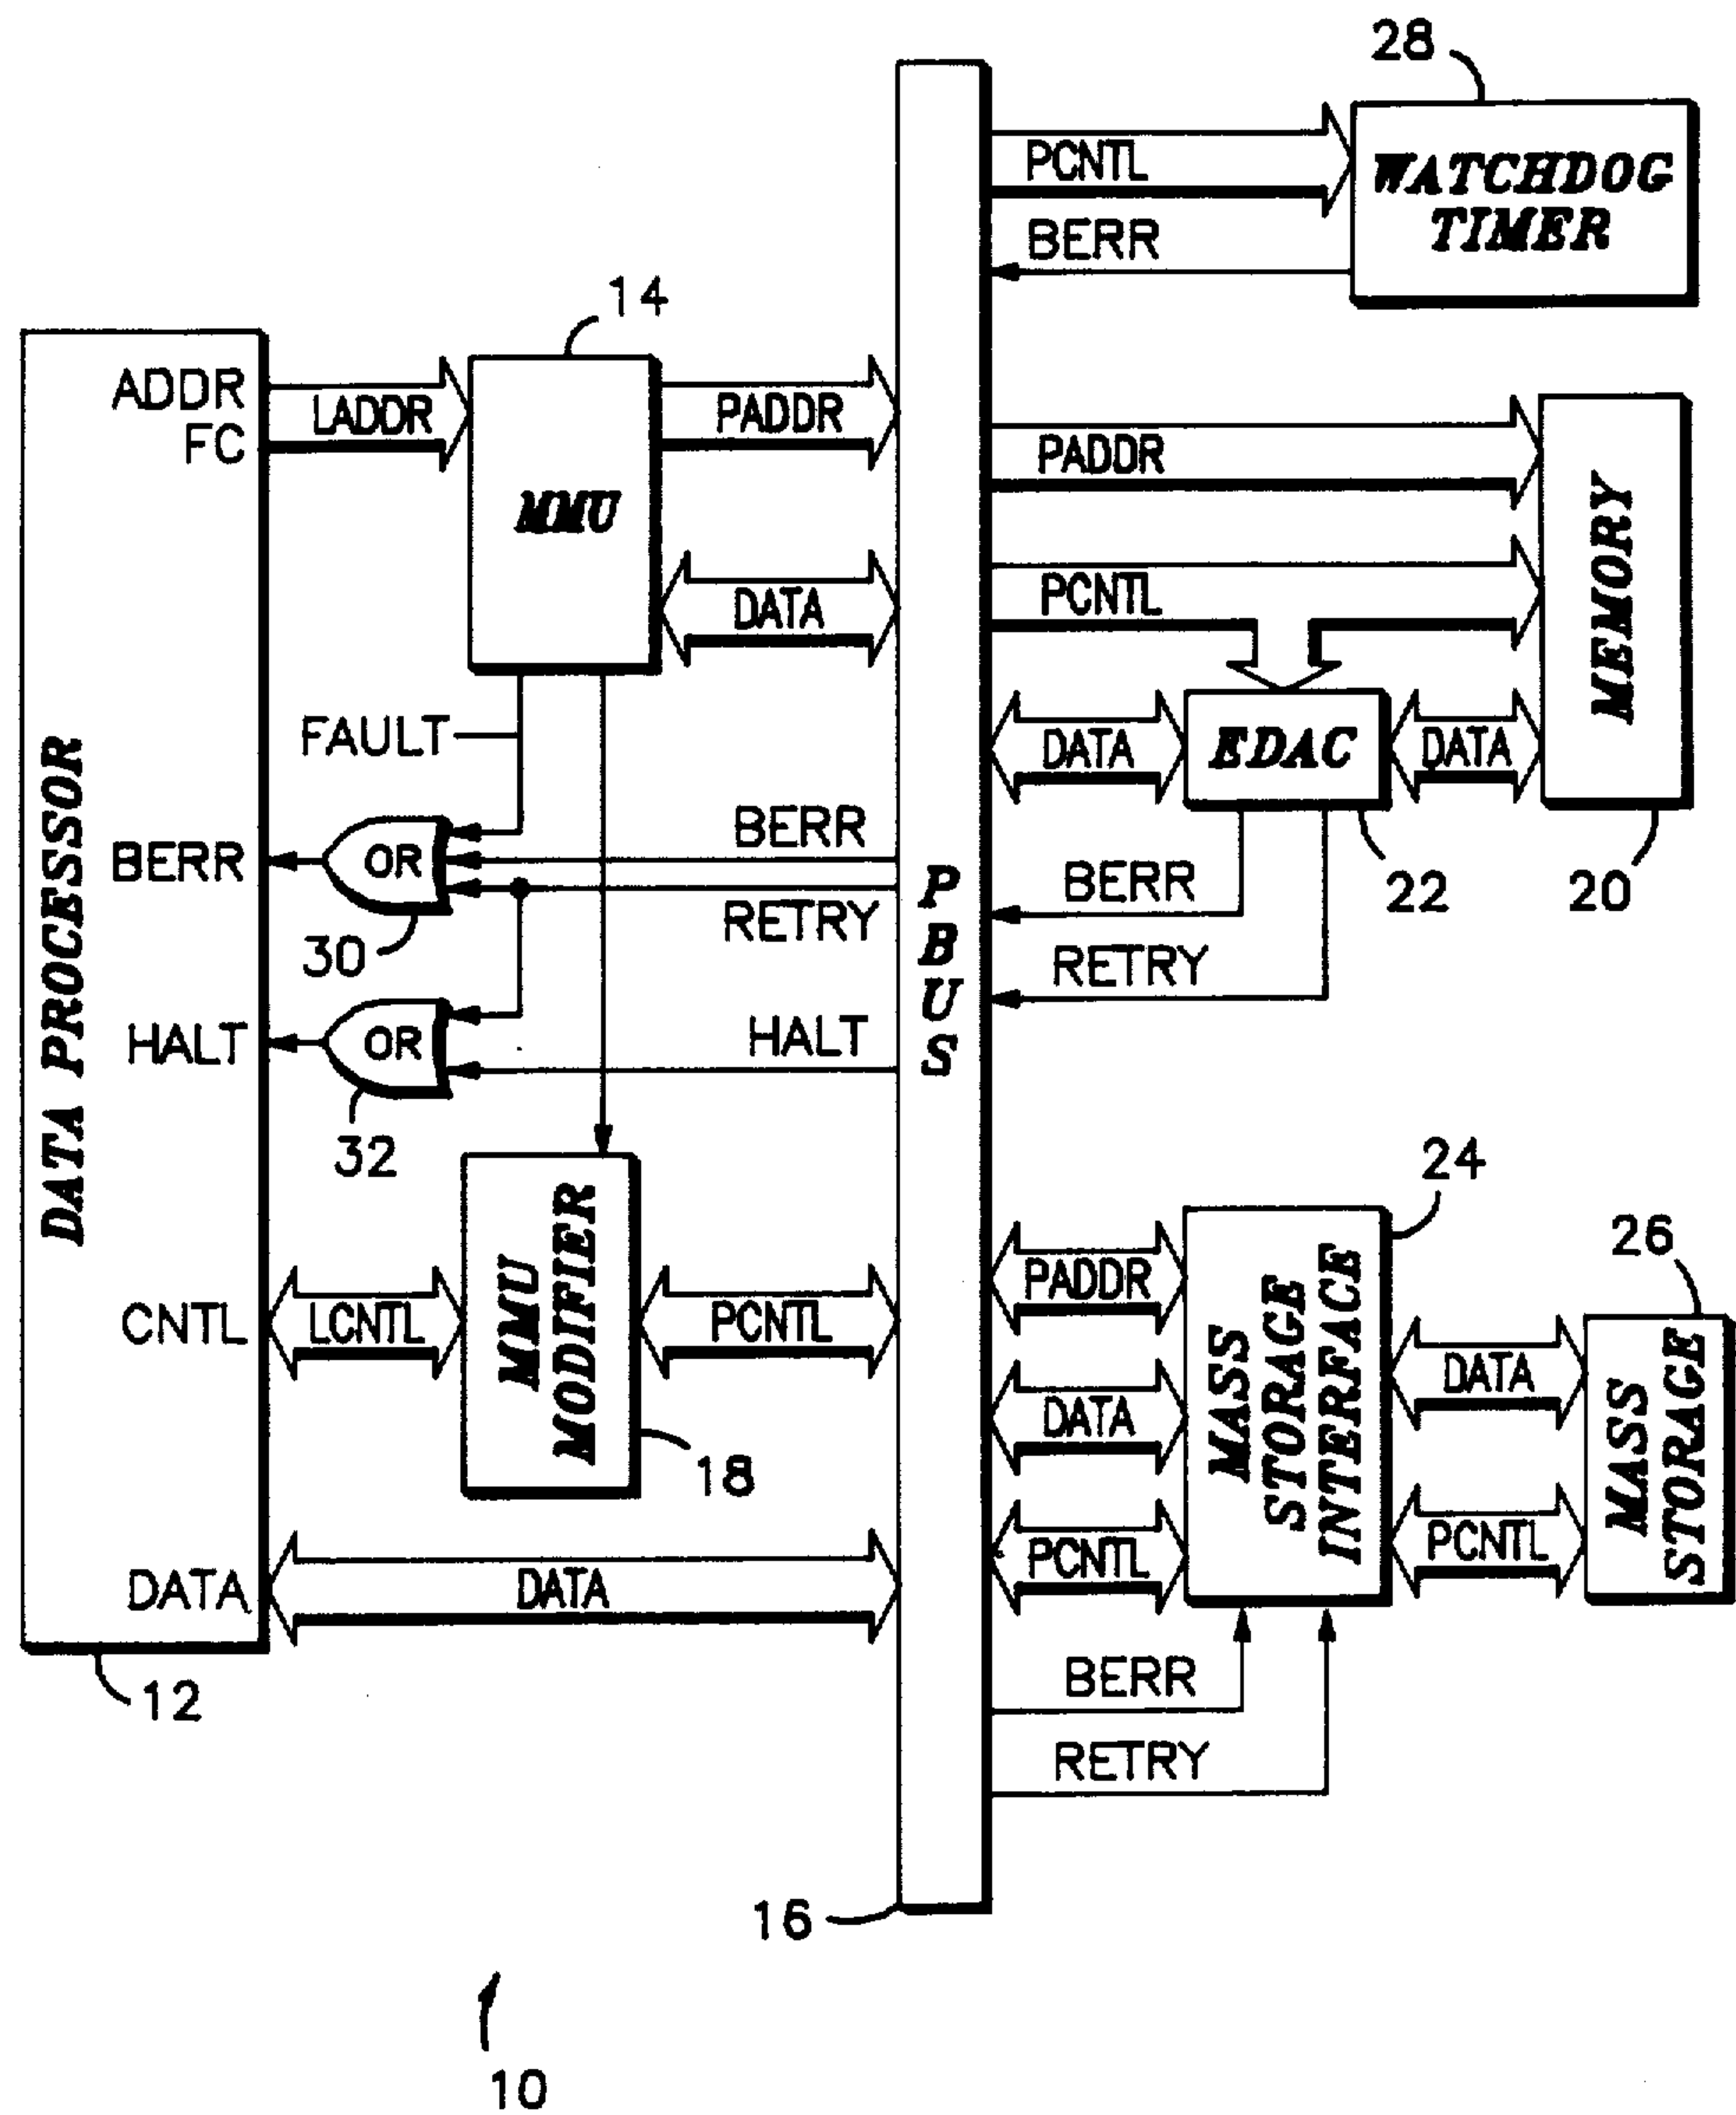 28
PCNTL
WATCHDOG
TIMER
BERR
14
ADDR
FC
LADDR
MMU
PADDR
DATA
PADDR
PCNTL
MEMORY
DATA
EDAC
DATA
FAULT
BERR
OR
BERR
RETRY
30
BERR
RETRY
22
20
HALT
OR
HALT
32
DATA PROCESSOR
P
B
U
S
24
26
CNTL
LCNTL
MMU
MODIFIER
PCNTL
18
PADDR
DATA
PCNTL
MASS
STORAGE
INTERFACE
DATA
PCNTL
MASS
STORAGE
DATA
DATA
12
BERR
RETRY
16
10